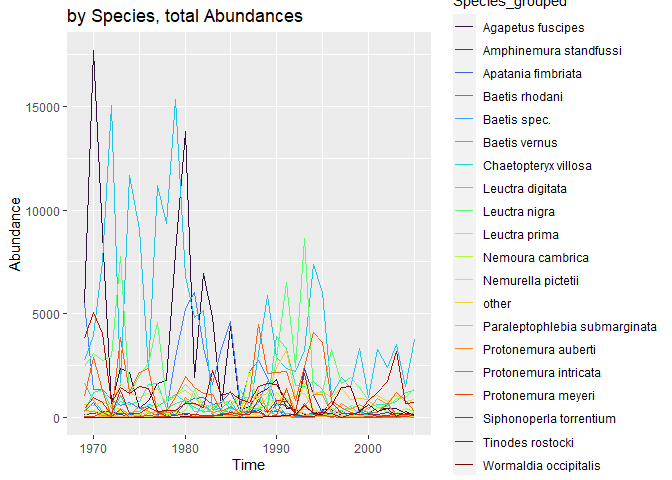 by Species, total Abundances
Species_grouped
Agapetus fuscipes
Amphinemura standfussi
Apatania fimbriata
Baetis rhodani
Baetis spec.
Baetis vernus
Chaetopteryx villosa
Leuctra digitata
Leuctra nigra
Leuctra prima
Nemoura cambrica
Nemurella pictetii
other
Paraleptophlebia submarginata
Protonemura auberti
Protonemura intricata
Protonemura meyeri
Siphonoperla torrentium
Tinodes rostocki
Wormaldia occipitalis
Abundance
15000
10000
5000
0
1970
1980
1990
2000
Time